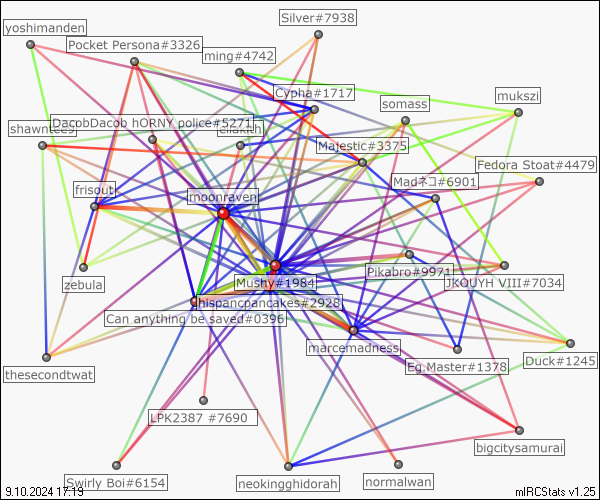 Silver#7938
yoshimanden
Pocket Persona#3326
ming#4742
Cypha#1717
somass
mukszi
DacobDacob hORNY police#5271
shawntees
Majestic#3375
Fedora Stoat#4479
Madネコ#6901
frisout
moonraven
Pikabro#9971
zebula
Mushy#1984
JKQUYH VIII#7034
hispancpancakes#2928
Can anything be saved#0396
marcemadness
Duck#1245
Eg.Master#1378
thesecondtwat
LPK2387 #7690
bigcitysamurai
normalwan
Swirly Boi#6154
neokingghidorah
9.10.2024 17:19
mIRCStats v1.25